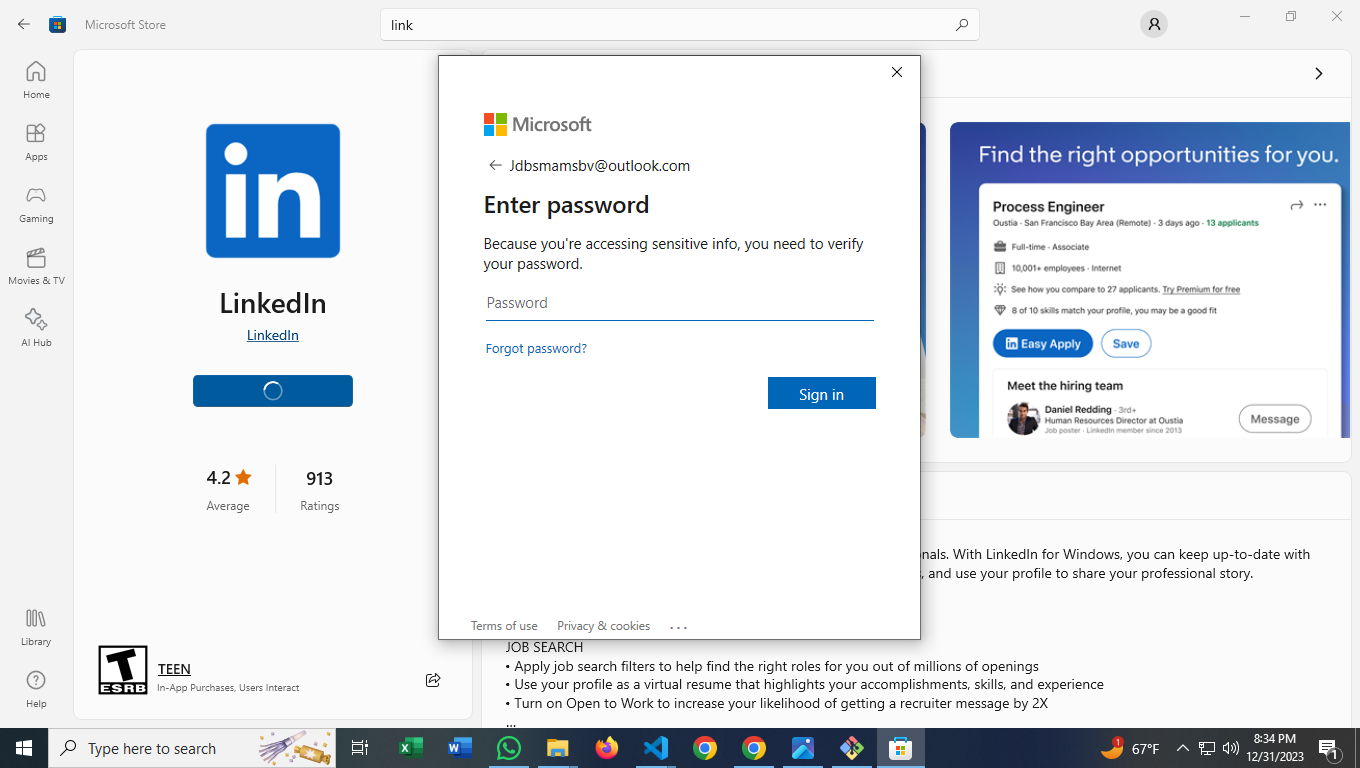 Microsoft Store
link
Home
Apps
Gaming
Movies & TV
AI Hub
Library
Help
in
LinkedIn
LinkedIn
4.2
Average
913
Ratings
T
ESRB
TEEN
In-App Purchases, Users Interact
Microsoft
Jdbsmamsbv@outlook.com
Enter password
Because you're accessing sensitive info, you need to verify
your password.
Password
Forgot password?
Sign in
Terms of use
Privacy & cookies
...
Find the right opportunities for you.
Process Engineer
Oustia · San Francisco Bay Area (Remote) · 3 days ago · 13 applicants
Full-time · Associate
10,001+ employees · Internet
See how you compare to 27 applicants. Try Premium for free
8 of 10 skills match your profile, you may be a good fit
in Easy Apply
Save
Meet the hiring team
Daniel Redding · 3rd+
Human Resources Director at Oustia
Job poster · LinkedIn member since 2013
Message
nals. With LinkedIn for Windows, you can keep up-to-date with
, and use your profile to share your professional story.
JOB SEARCH
• Apply job search filters to help find the right roles for you out of millions of openings
• Use your profile as a virtual resume that highlights your accomplishments, skills, and experience
• Turn on Open to Work to increase your likelihood of getting a recruiter message by 2X
...
Type here to search
1
67°F
8:34 PM
12/31/2023
1